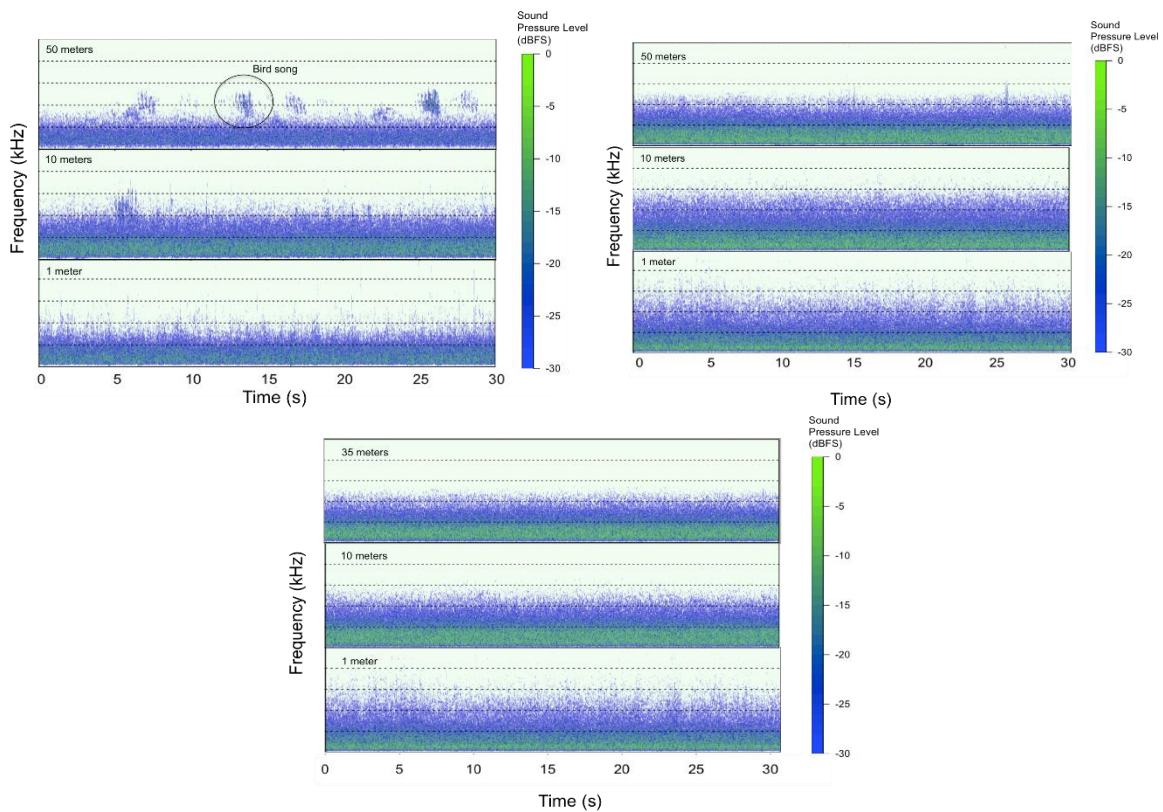 Sound
Pressure Level
(dBFS)
50 meters
Bird song
10 meters
1 meter
Frequency (kHz)
0
-5
-10
-15
-20
-25
-30
0 5 10 15 20 25 30
Time (s)
Sound
Pressure Level
(dBFS)
50 meters
10 meters
1 meter
Frequency (kHz)
0
-5
-10
-15
-20
-25
-30
0 5 10 15 20 25 30
Time (s)
Sound
Pressure Level
(dBFS)
35 meters
10 meters
1 meter
Frequency (kHz)
0
-5
-10
-15
-20
-25
-30
0 5 10 15 20 25 30
Time (s)